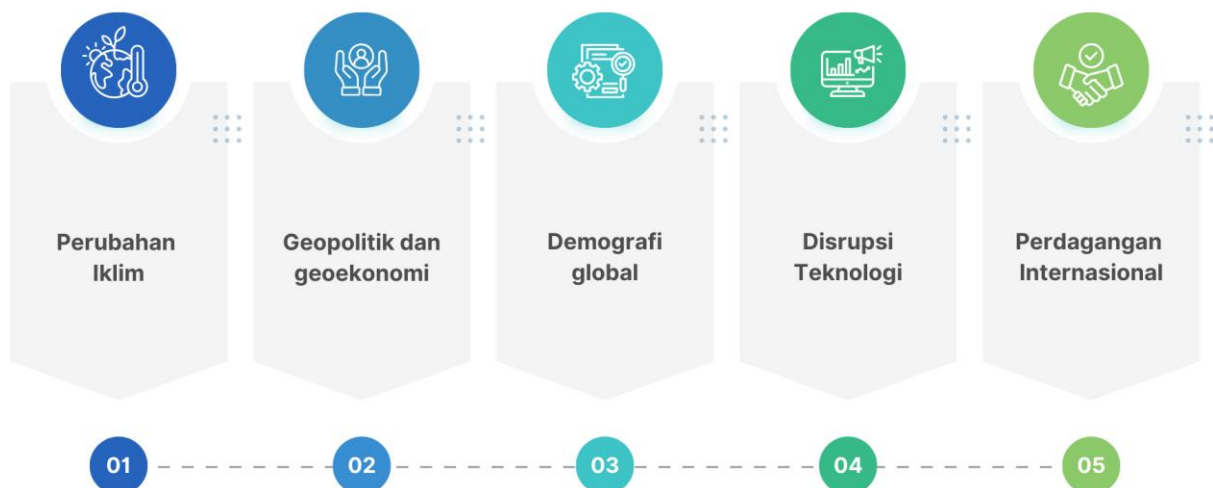 Perubahan
Iklim
Geopolitik dan
geoekonomi
Demografi
global
Disrupsi
Teknologi
Perdagangan
Internasional
01
02
03
04
05